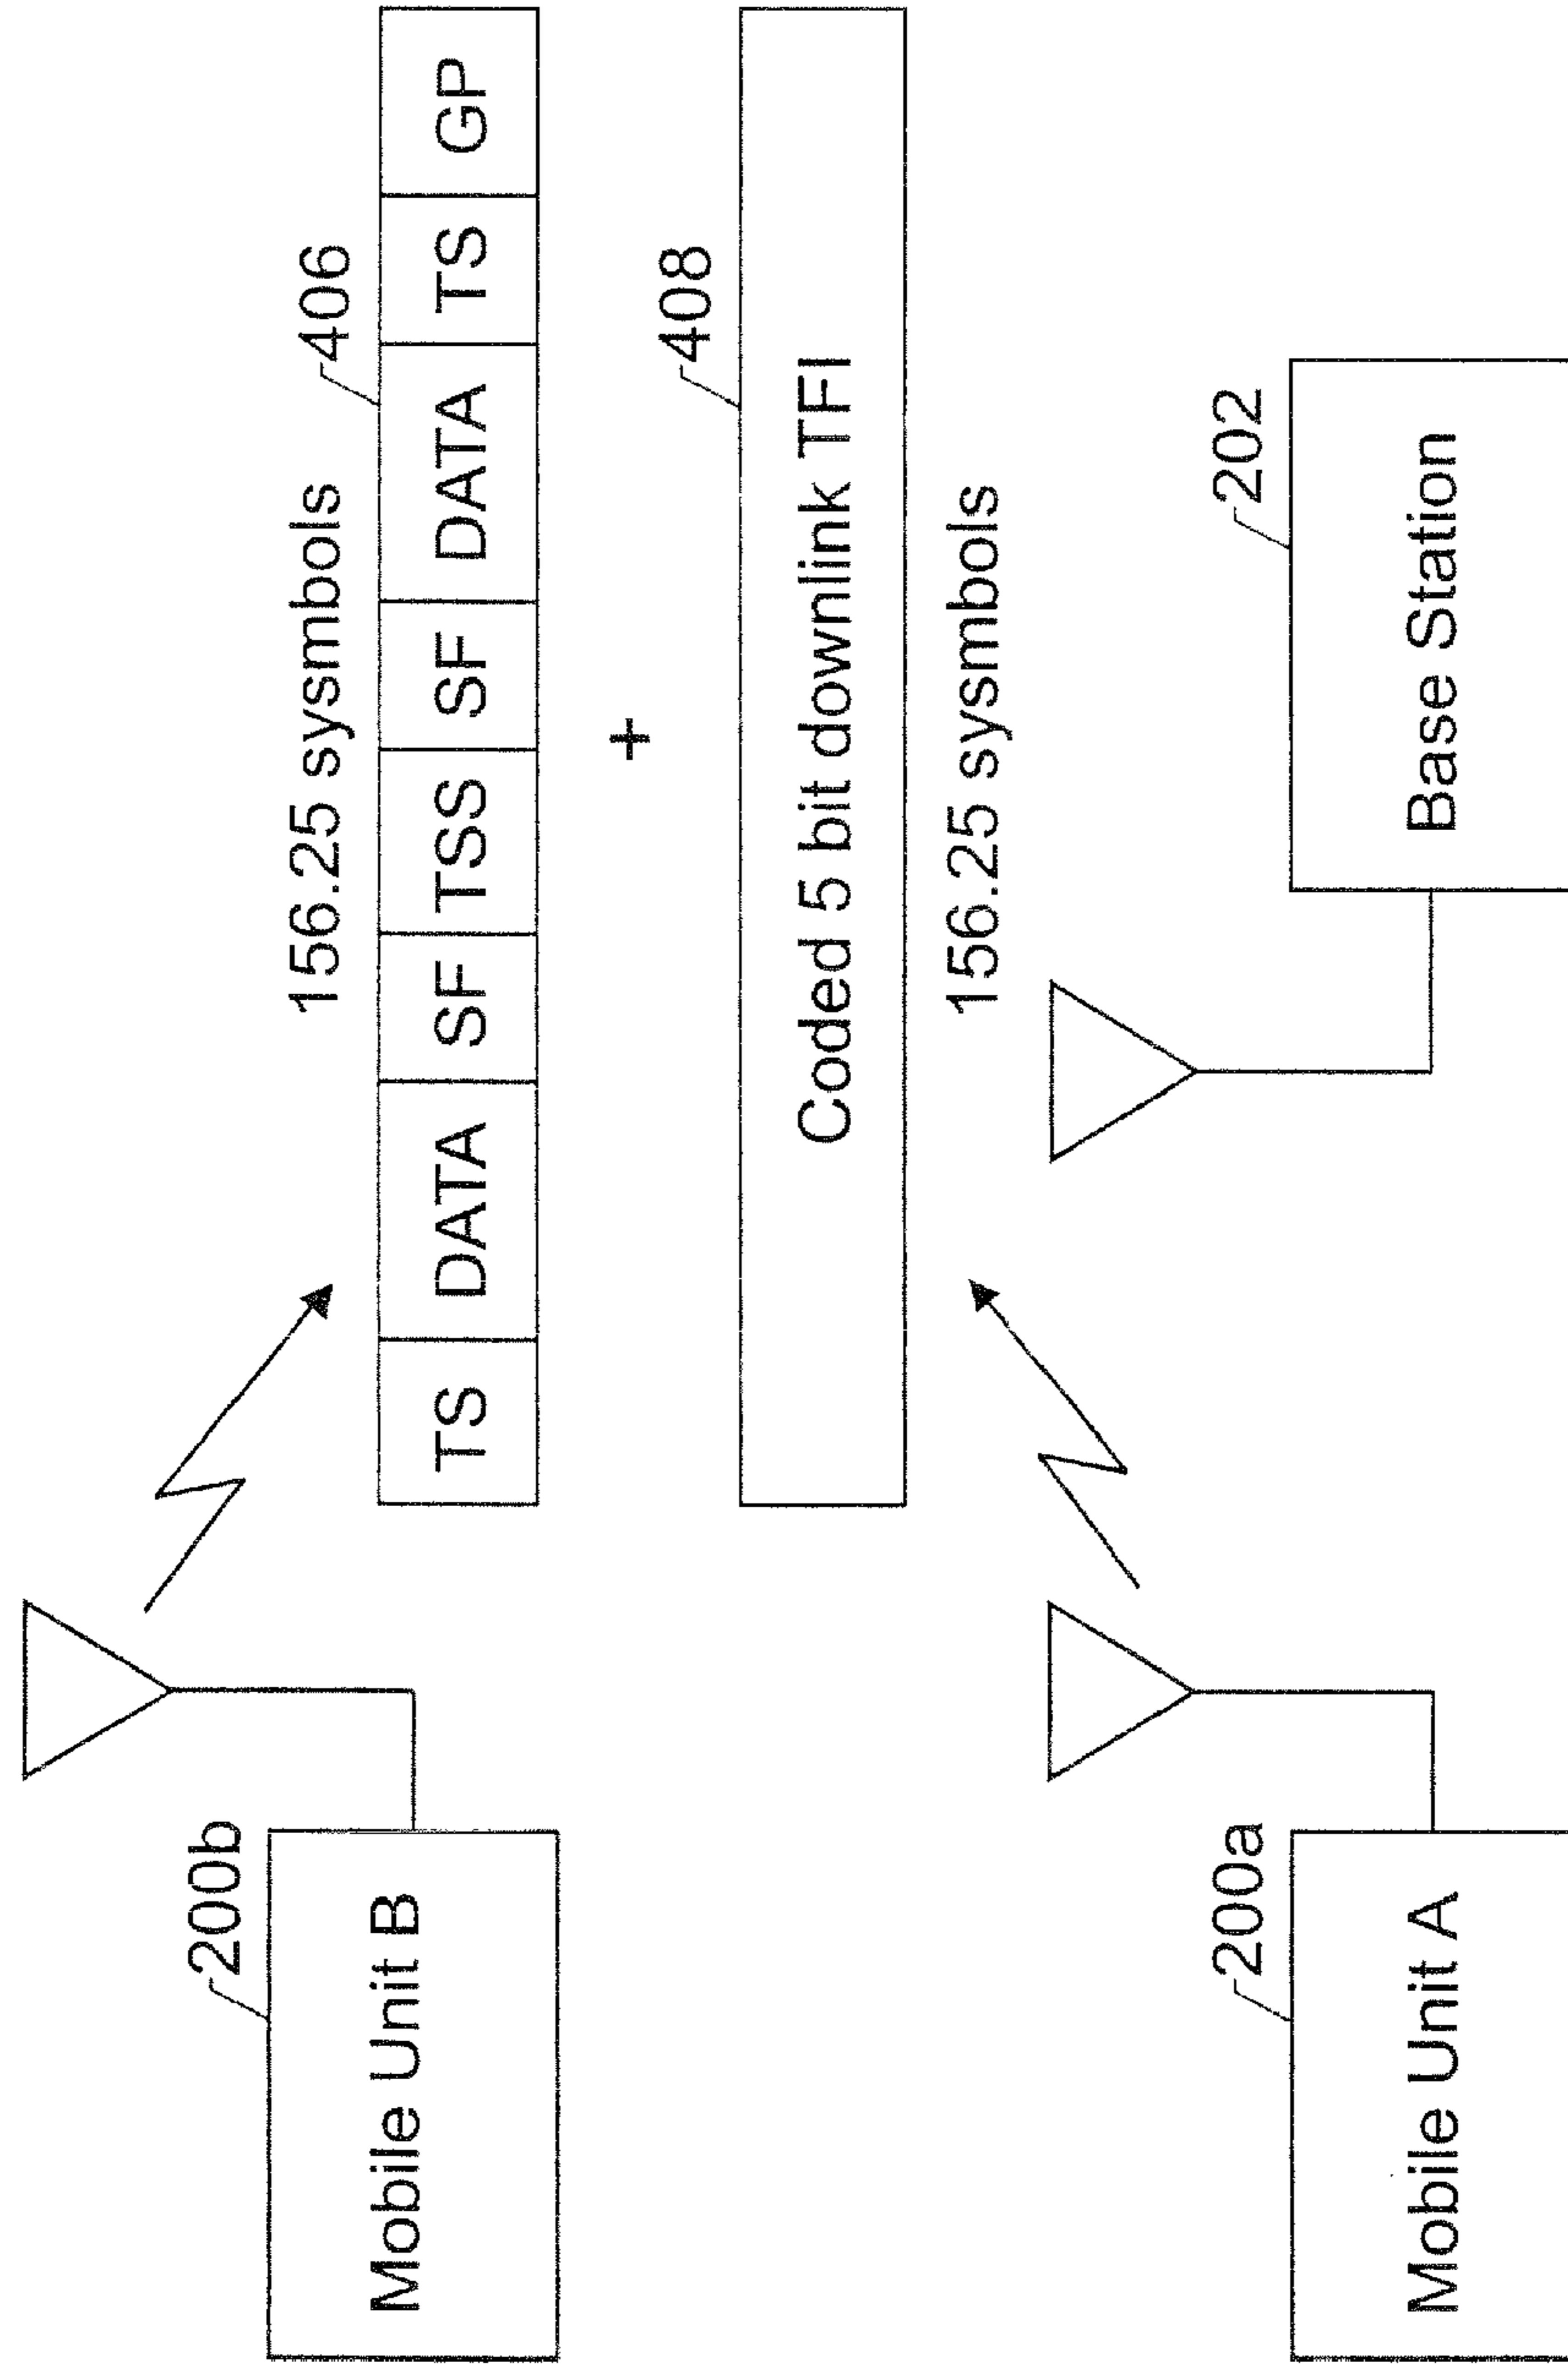 156.25 sysmbols
406
TS DATA SF TSS SF DATA TS GP
+
408
Coded 5 bit downlink TFI
156.25 sysmbols
200b
Mobile Unit B
200a
Mobile Unit A
202
Base Station